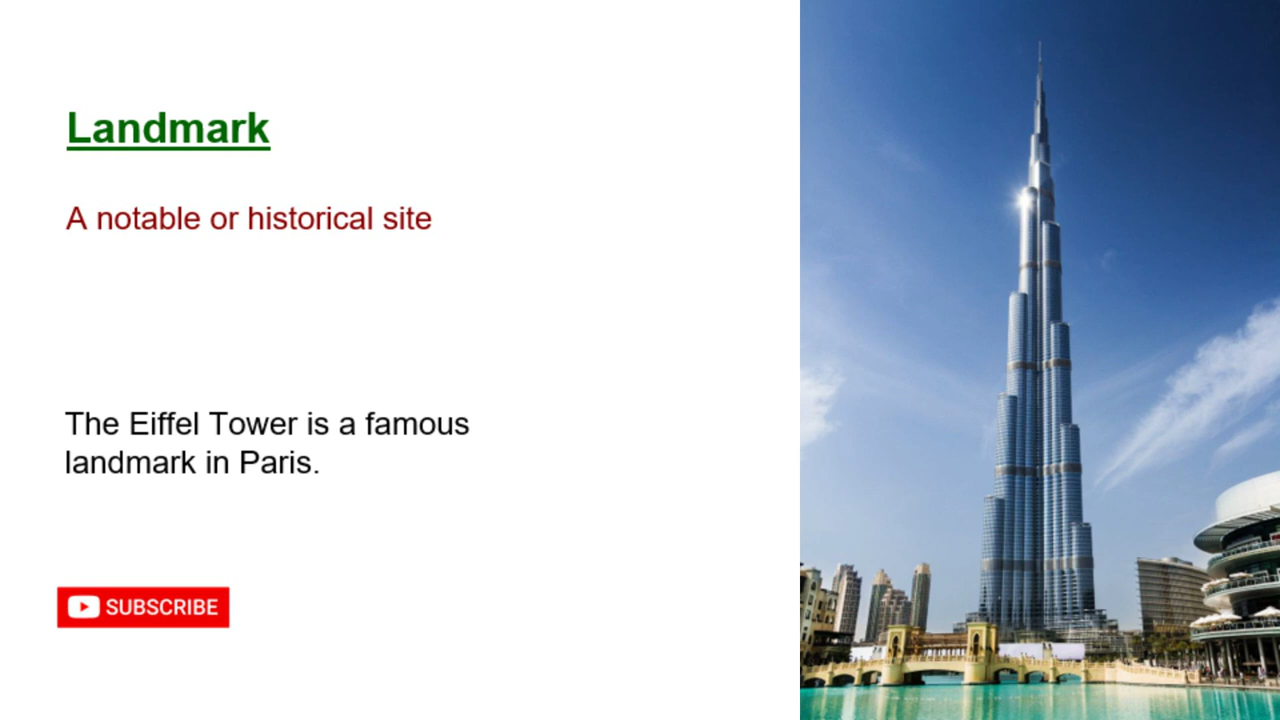 Landmark
A notable or historical site
The Eiffel Tower is a famous
landmark in Paris.
SUBSCRIBE